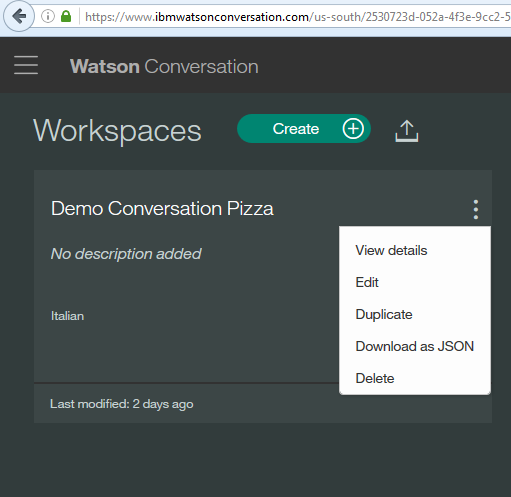 https://www.ibmwatsonconversation.com/us-south/2530723d-052a-4f3e-9cc2-5
Watson Conversation
Workspaces
Create
Demo Conversation Pizza
No description added
Italian
Last modified: 2 days ago
View details
Edit
Duplicate
Download as JSON
Delete